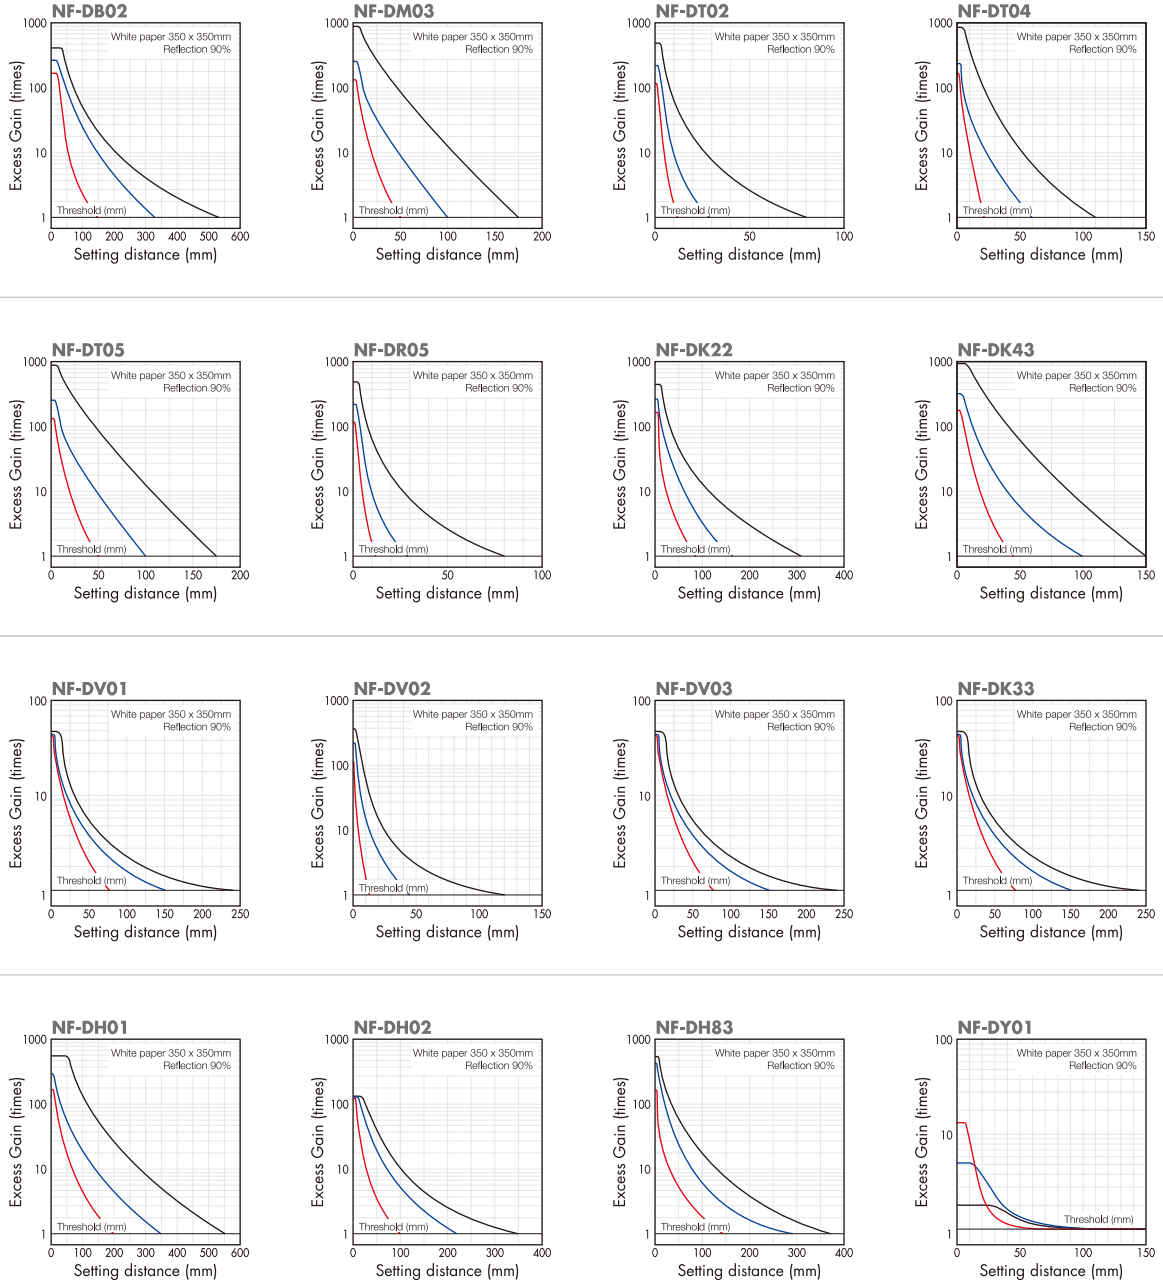 NF-DB02
1000
100
10
1
Excess Gain (times)
White paper 350 x 350mm
Reflection 90%
Threshold (mm)
0 100 200 300 400 500 600
Setting distance (mm)
NF-DM03
1000
100
10
1
Excess Gain (times)
White paper 350 x 350mm
Reflection 90%
Threshold (mm)
0 50 100 150 200
Setting distance (mm)
NF-DT02
1000
100
10
1
Excess Gain (times)
White paper 350 x 350mm
Reflection 90%
Threshold (mm)
0 50 100
Setting distance (mm)
NF-DT04
1000
100
10
1
Excess Gain (times)
White paper 350 x 350mm
Reflection 90%
Threshold (mm)
0 50 100 150
Setting distance (mm)
NF-DT05
1000
100
10
1
Excess Gain (times)
White paper 350 x 350mm
Reflection 90%
Threshold (mm)
0 50 100 150 200
Setting distance (mm)
NF-DR05
1000
100
10
1
Excess Gain (times)
White paper 350 x 350mm
Reflection 90%
Threshold (mm)
0 50 100
Setting distance (mm)
NF-DK22
1000
100
10
1
Excess Gain (times)
White paper 350 x 350mm
Reflection 90%
Threshold (mm)
0 100 200 300 400
Setting distance (mm)
NF-DK43
1000
100
10
1
Excess Gain (times)
White paper 350 x 350mm
Reflection 90%
Threshold (mm)
0 50 100 150
Setting distance (mm)
NF-DV01
100
10
1
Excess Gain (times)
White paper 350 x 350mm
Reflection 90%
Threshold (mm)
0 50 100 150 200 250
Setting distance (mm)
NF-DV02
1000
100
10
1
Excess Gain (times)
White paper 350 x 350mm
Reflection 90%
Threshold (mm)
0 50 100 150
Setting distance (mm)
NF-DV03
100
10
1
Excess Gain (times)
White paper 350 x 350mm
Reflection 90%
Threshold (mm)
0 50 100 150 200 250
Setting distance (mm)
NF-DK33
100
10
1
Excess Gain (times)
White paper 350 x 350mm
Reflection 90%
Threshold (mm)
0 50 100 150 200 250
Setting distance (mm)
NF-DH01
1000
100
10
1
Excess Gain (times)
White paper 350 x 350mm
Reflection 90%
Threshold (mm)
0 100 200 300 400 500 600
Setting distance (mm)
NF-DH02
1000
100
10
1
Excess Gain (times)
White paper 350 x 350mm
Reflection 90%
Threshold (mm)
0 100 200 300 400
Setting distance (mm)
NF-DH83
1000
100
10
1
Excess Gain (times)
White paper 350 x 350mm
Reflection 90%
Threshold (mm)
0 100 200 300 400
Setting distance (mm)
NF-DY01
100
10
1
Excess Gain (times)
White paper 350 x 350mm
Reflection 90%
Threshold (mm)
0 50 100 150
Setting distance (mm)